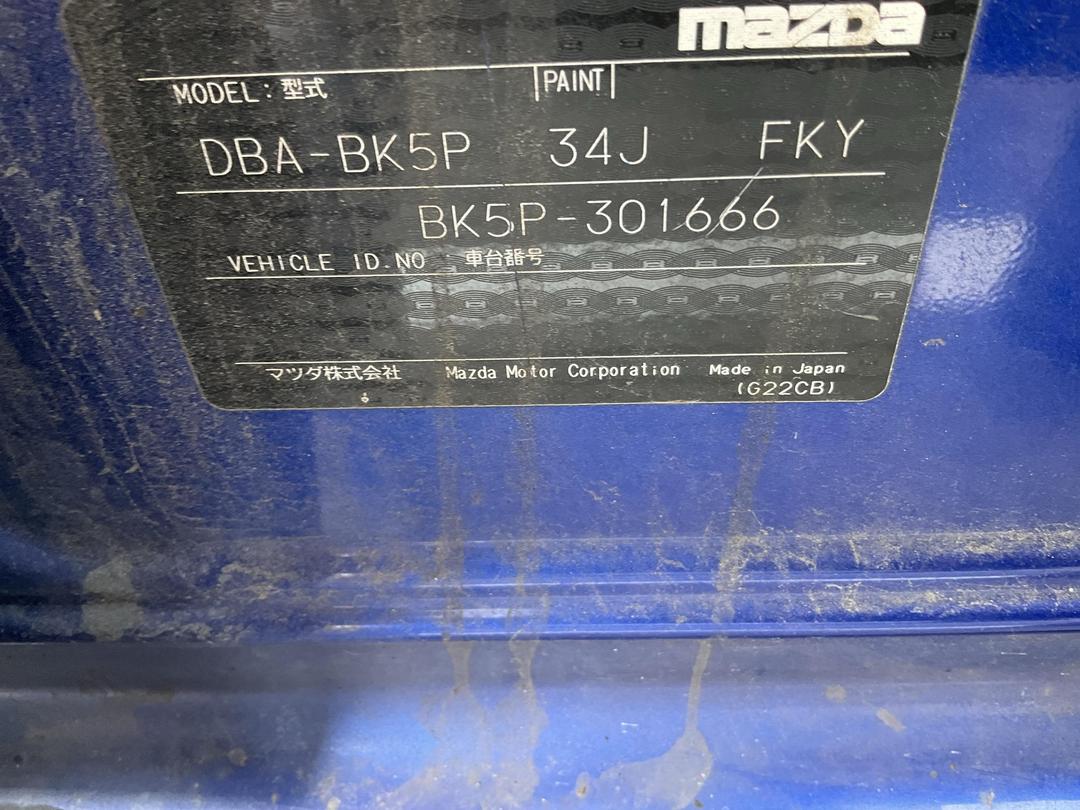 mazda
MODEL: 型式 PAINT
DBA-BK5P 34J FKY
BK5P-301666
VEHICLE ID.NO 車台番号
マツダ株式会社 Mazda Motor Corporation Made in Japan
(G22CB)